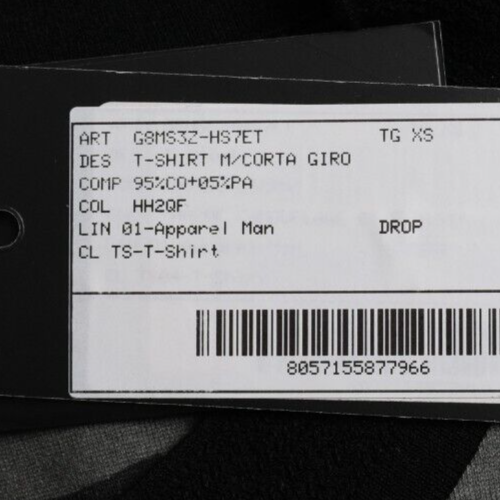 ART G8MS3Z-HS7ET TG XS
DES T-SHIRT M/CORTA GIRO
COMP 95%CO+05%PA
COL HH2QF
LIN 01-Apparel Man DROP
CL TS-T-Shirt
8057155877966